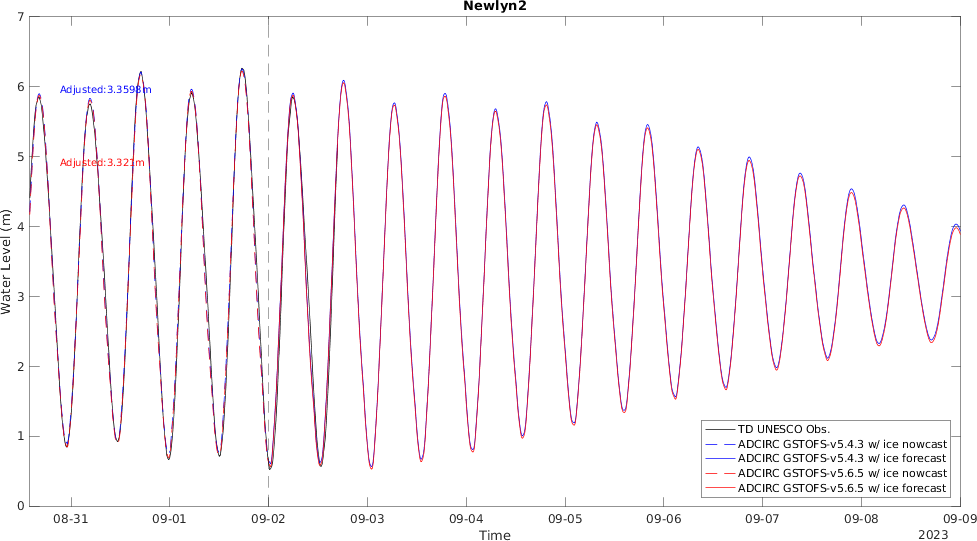 Newlyn2
7
6
5
4
3
2
1
0
Water Level (m)
Adjusted:3.3598m
Adjusted:3.321m
TD UNESCO Obs.
ADCIRC GSTOFS-v5.4.3 w/ ice nowcast
ADCIRC GSTOFS-v5.4.3 w/ ice forecast
ADCIRC GSTOFS-v5.6.5 w/ ice nowcast
ADCIRC GSTOFS-v5.6.5 w/ ice forecast
08-31 09-01 09-02 09-03 09-04 09-05 09-06 09-07 09-08 09-09
Time
2023